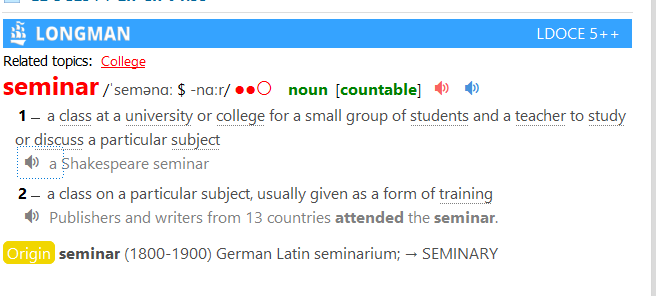 LONGMAN LDOCE 5++
Related topics: College
seminar /ˈsemənɑː $ -nɑːr/ ●●○ noun [countable]
1 – a class at a university or college for a small group of students and a teacher to study
or discuss a particular subject
a Shakespeare seminar
2 – a class on a particular subject, usually given as a form of training
Publishers and writers from 13 countries attended the seminar.
Origin seminar (1800-1900) German Latin seminarium; → SEMINARY